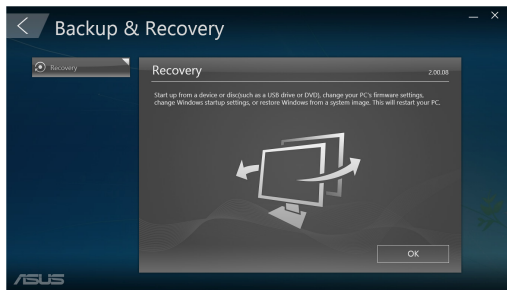 Backup & Recovery
Recovery
Recovery
2.00.08
Start up from a device or disc(such as a USB drive or DVD), change your PC's firmware settings,
change Windows startup settings, or restore Windows from a system image. This will restart your PC.
OK
ASUS